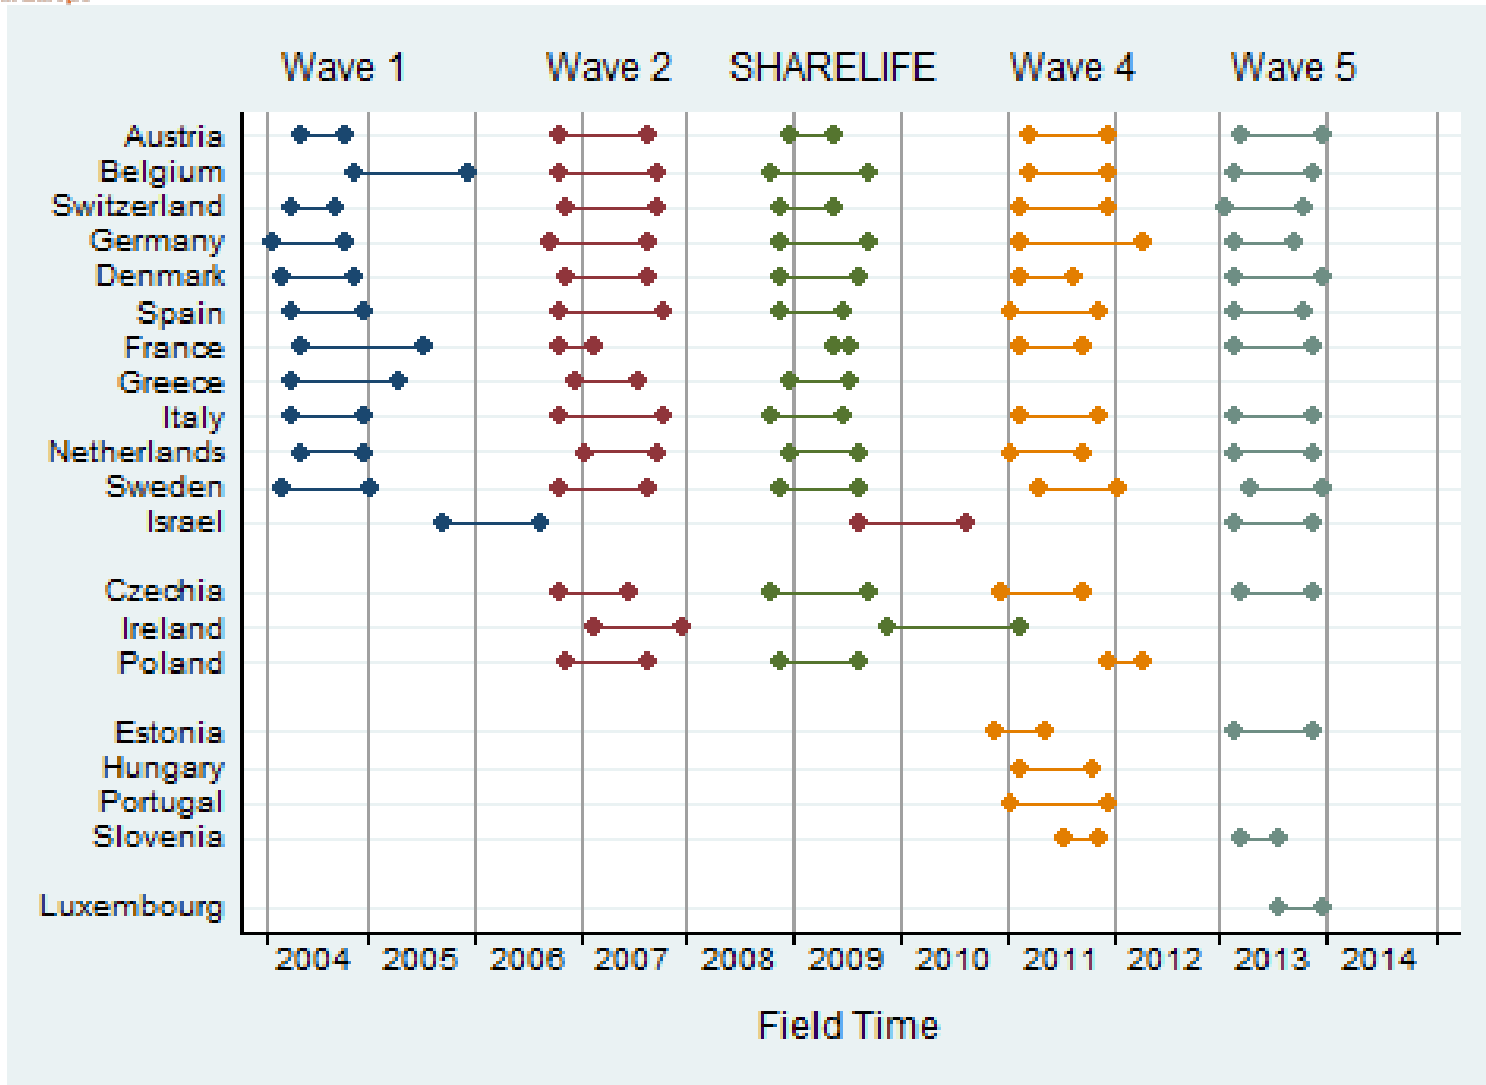 Wave 1 Wave 2 SHARELIFE Wave 4 Wave 5
Austria
Belgium
Switzerland
Germany
Denmark
Spain
France
Greece
Italy
Netherlands
Sweden
Israel
Czechia
Ireland
Poland
Estonia
Hungary
Portugal
Slovenia
Luxembourg
2004 2005 2006 2007 2008 2009 2010 2011 2012 2013 2014
Field Time